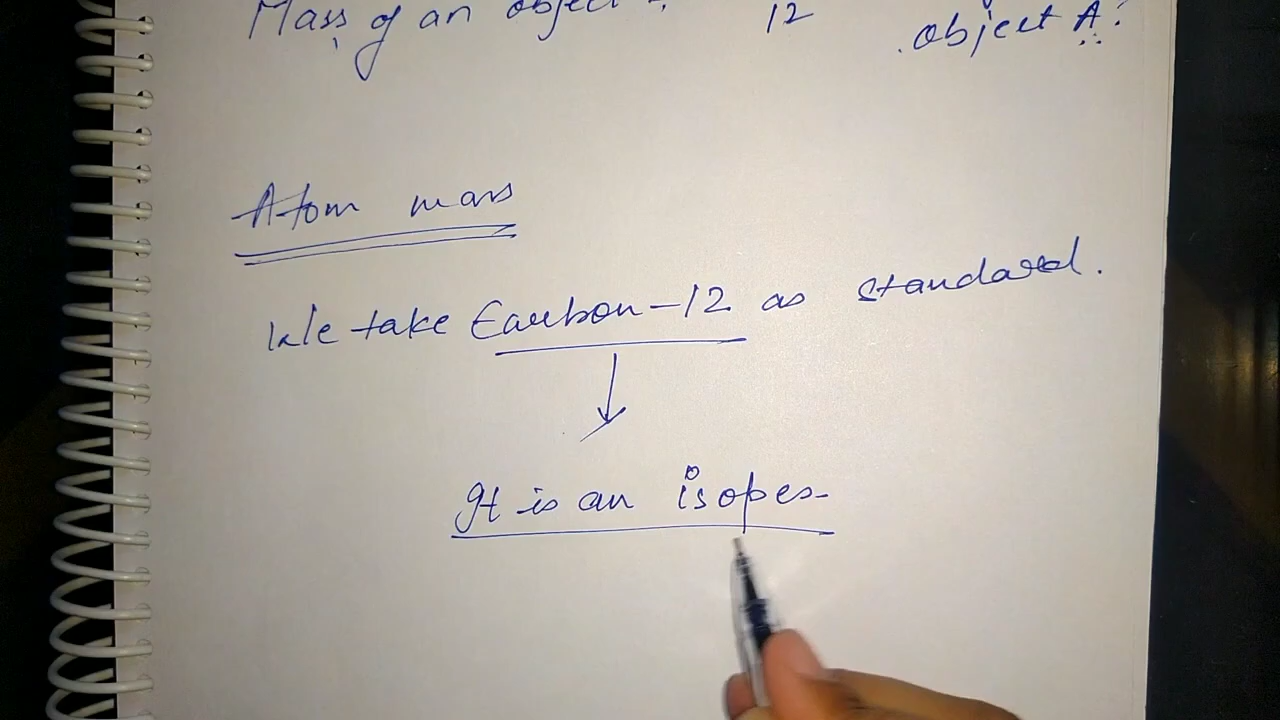 Mass of an object
12
object A
Atom mass
We take Carbon-12 as standard.
It is an isopes